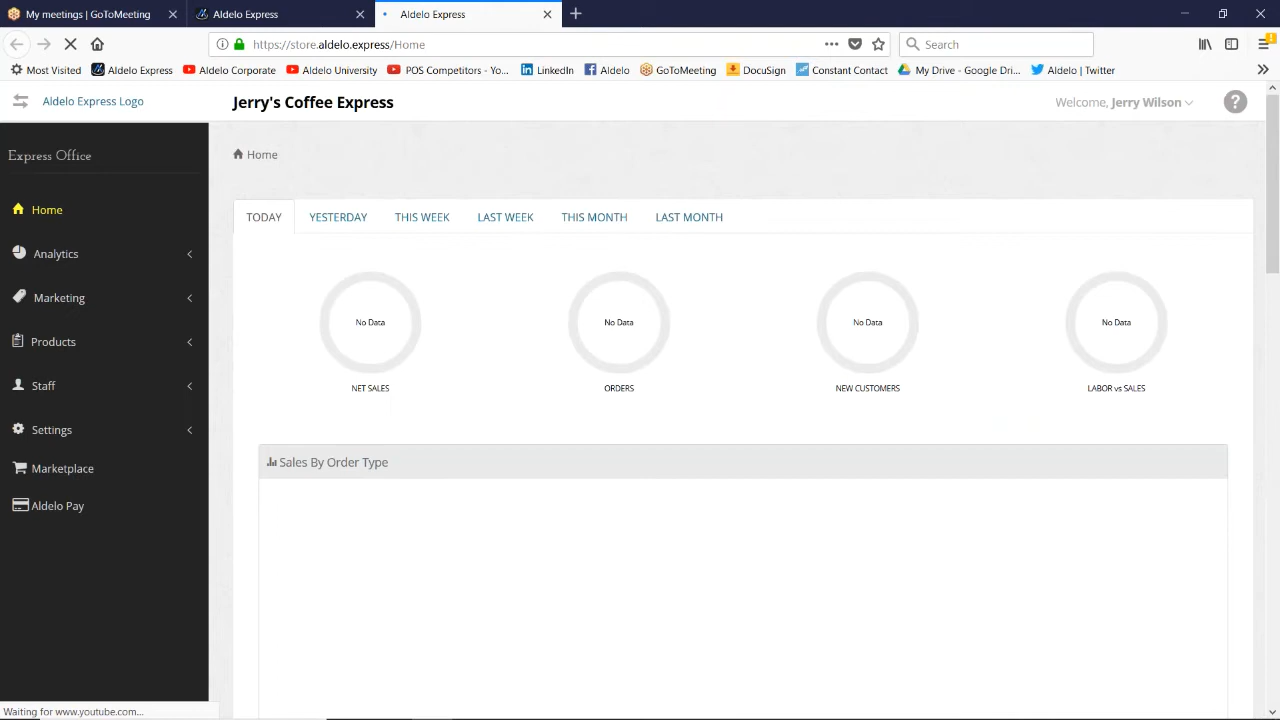 My meetings | GoToMeeting
Aldelo Express
Aldelo Express
https://store.aldelo.express/Home
Search
Most Visited
Aldelo Express
Aldelo Corporate
Aldelo University
POS Competitors - Yo...
LinkedIn
Aldelo
GoToMeeting
DocuSign
Constant Contact
My Drive - Google Dri...
Aldelo | Twitter
Aldelo Express Logo
Jerry's Coffee Express
Welcome, Jerry Wilson
Express Office
Home
Home
Analytics
Marketing
Products
Staff
Settings
Marketplace
Aldelo Pay
TODAY
YESTERDAY
THIS WEEK
LAST WEEK
THIS MONTH
LAST MONTH
No Data
No Data
No Data
No Data
NET SALES
ORDERS
NEW CUSTOMERS
LABOR vs SALES
Sales By Order Type
Waiting for www.youtube.com...